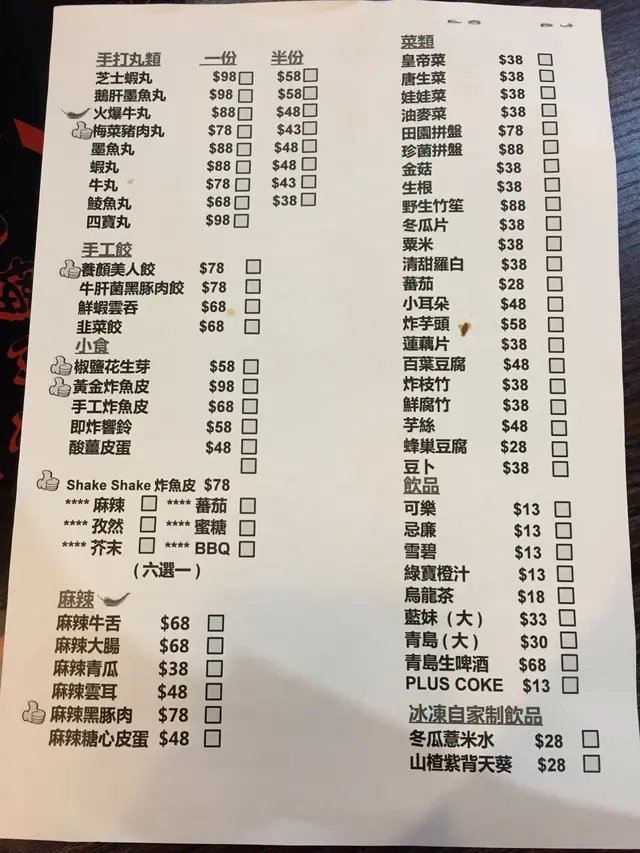 手打丸類 一份 半份
芝士蝦丸 $98 $58
鵝肝墨魚丸 $98 $58
火爆牛丸 $88 $48
梅菜豬肉丸 $78 $43
墨魚丸 $88 $48
蝦丸 $88 $48
牛丸 $78 $43
鯪魚丸 $68 $38
四寶丸 $98
手工餃
養顏美人餃 $78
牛肝菌黑豚肉餃 $78
鮮蝦雲吞 $68
韭菜餃 $68
小食
椒鹽花生芽 $58
黃金炸魚皮 $98
手工炸魚皮 $68
即炸響鈴 $58
酸薑皮蛋 $48
Shake Shake 炸魚皮 $78
**** 麻辣 **** 蕃茄
**** 孜然 **** 蜜糖
**** 芥末 **** BBQ
(六選一)
麻辣
麻辣牛舌 $68
麻辣大腸 $68
麻辣青瓜 $38
麻辣雲耳 $48
麻辣黑豚肉 $78
麻辣糖心皮蛋 $48
菜類
皇帝菜 $38
唐生菜 $38
娃娃菜 $38
油麥菜 $38
田園拼盤 $78
珍菌拼盤 $88
金菇 $38
生根 $38
野生竹笙 $88
冬瓜片 $38
粟米 $38
清甜羅白 $38
蕃茄 $28
小耳朵 $48
炸芋頭 $58
蓮藕片 $38
百葉豆腐 $48
炸枝竹 $38
鮮腐竹 $38
芋絲 $48
蜂巢豆腐 $28
豆卜 $38
飲品
可樂 $13
忌廉 $13
雪碧 $13
綠寶橙汁 $13
烏龍茶 $18
藍妹 (大) $33
青島 (大) $30
青島生啤酒 $68
PLUS COKE $13
冰凍自家制飲品
冬瓜薏米水 $28
山楂紫背天葵 $28